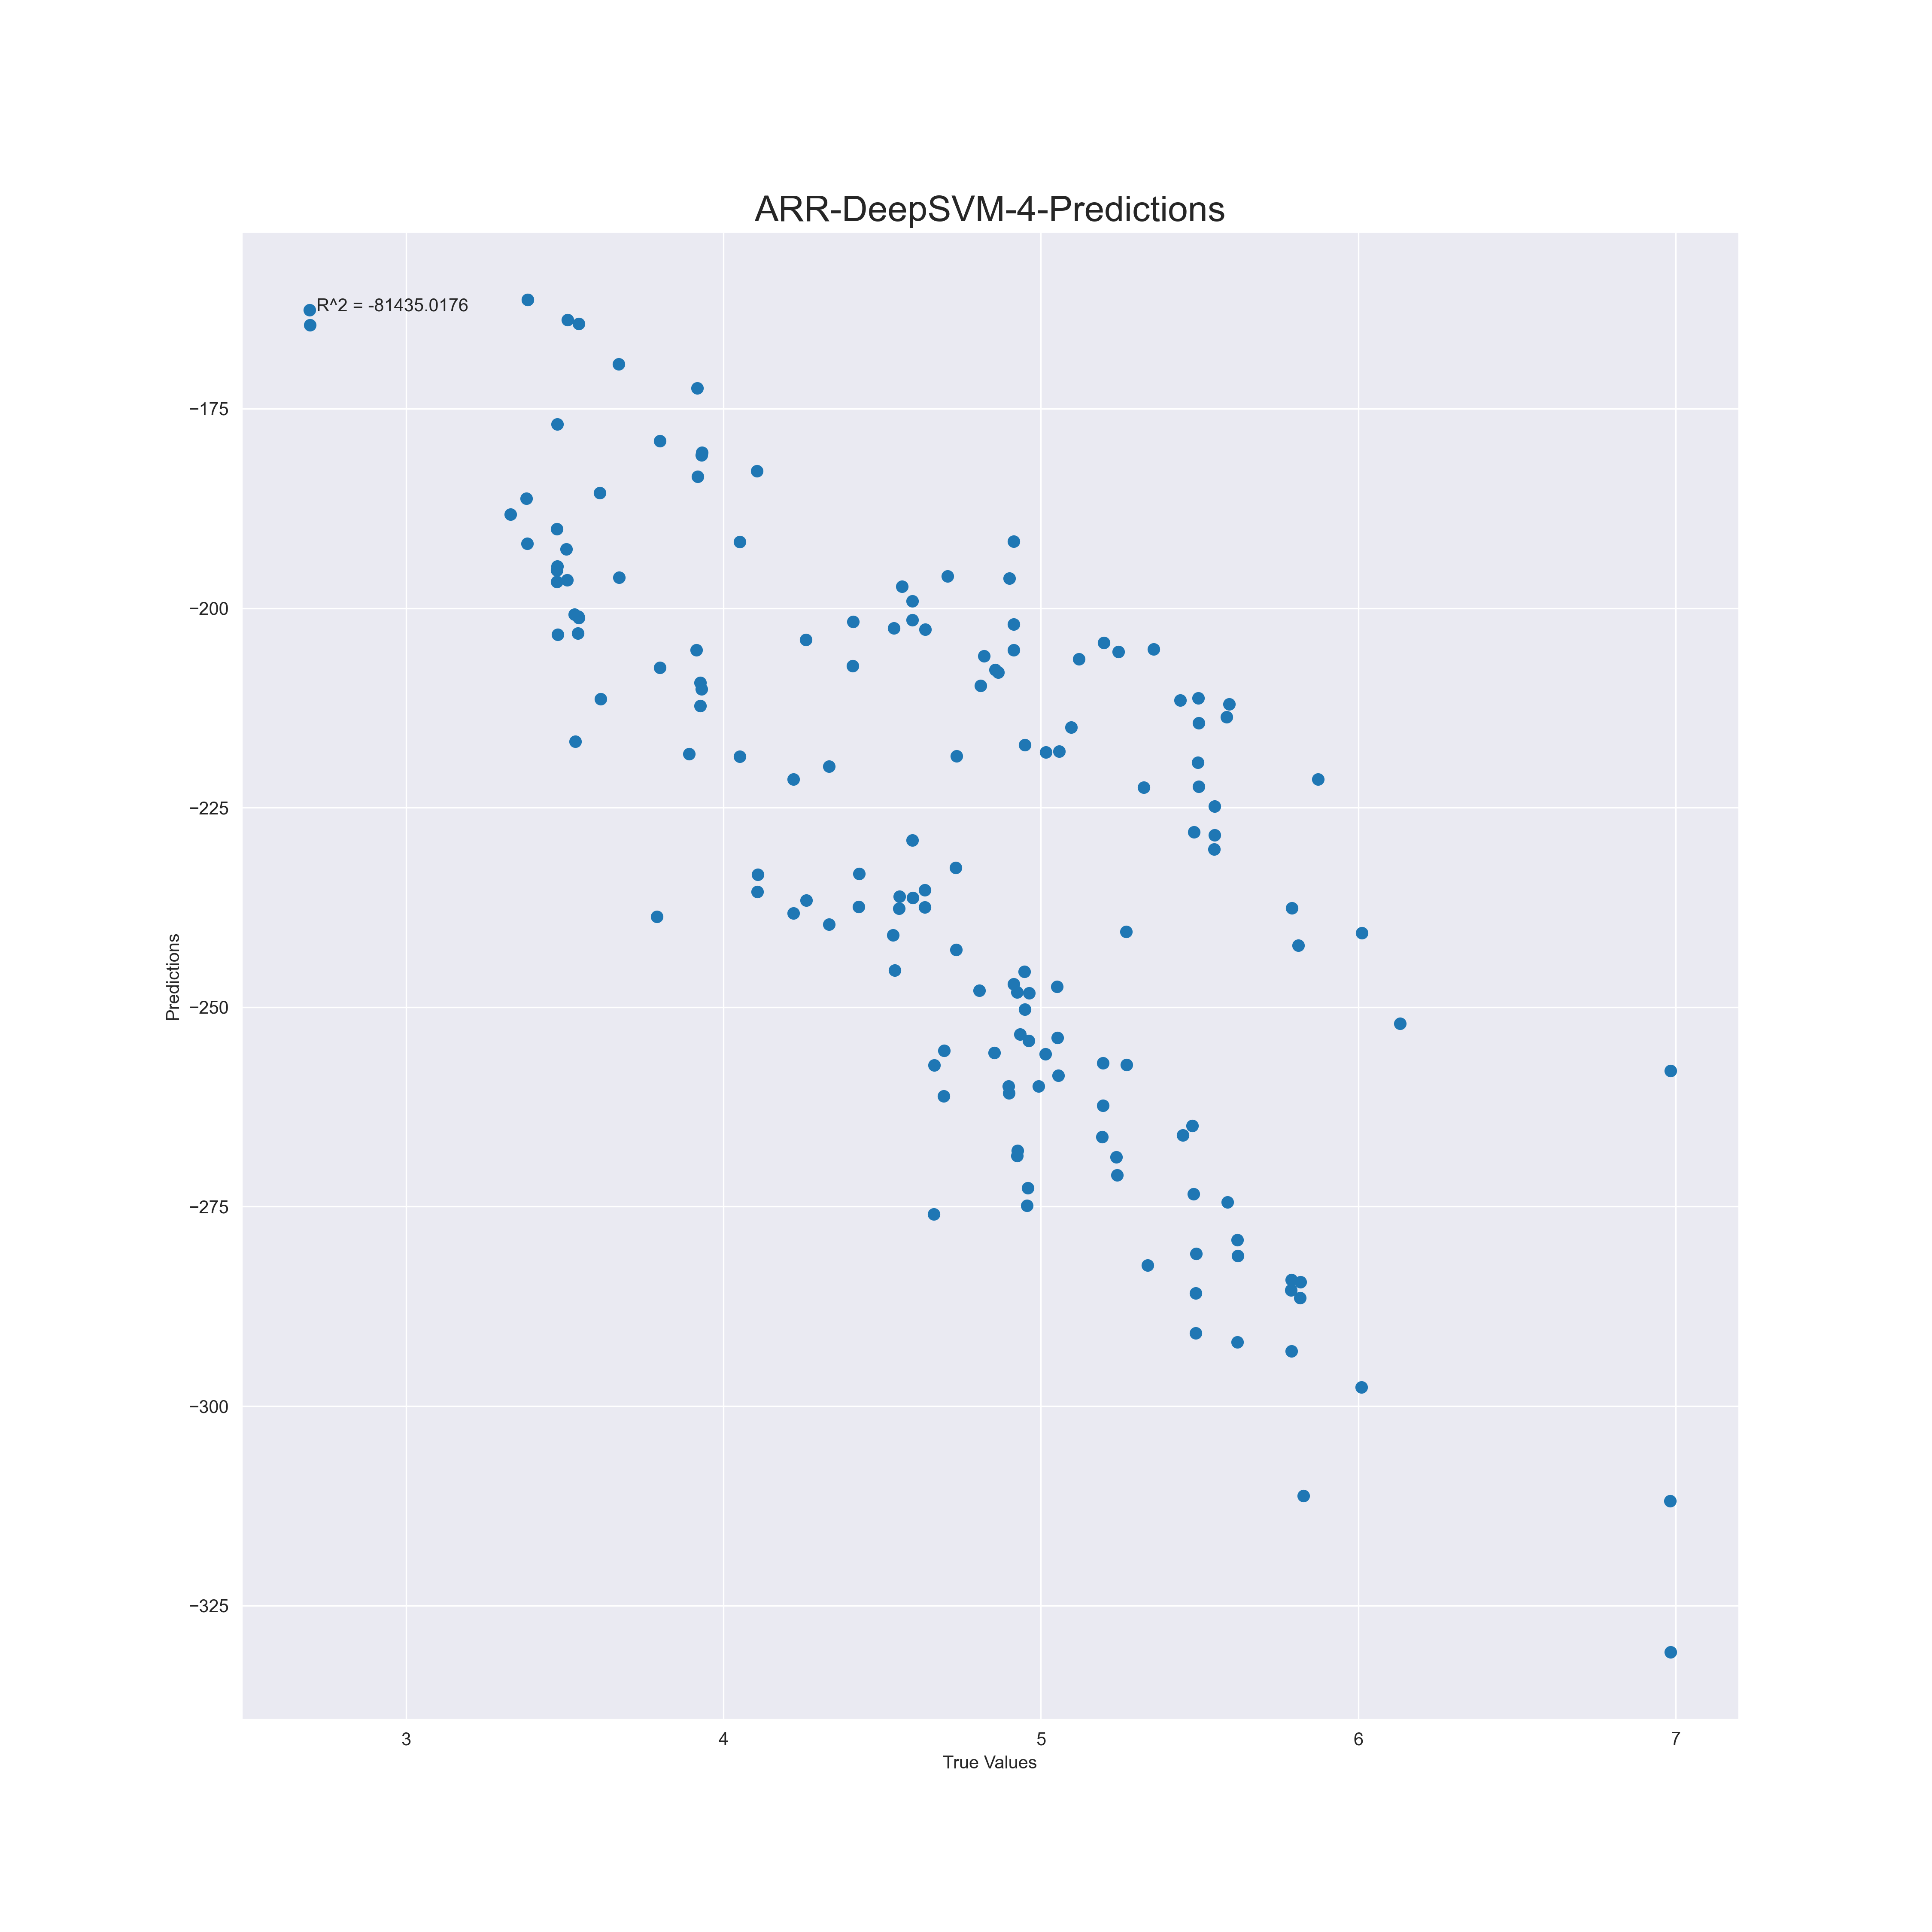 ARR-DeepSVM-4-Predictions
R^2 = -81435.0176
−175
−200
−225
−250
−275
−300
−325
Predictions
3 4 5 6 7
True Values